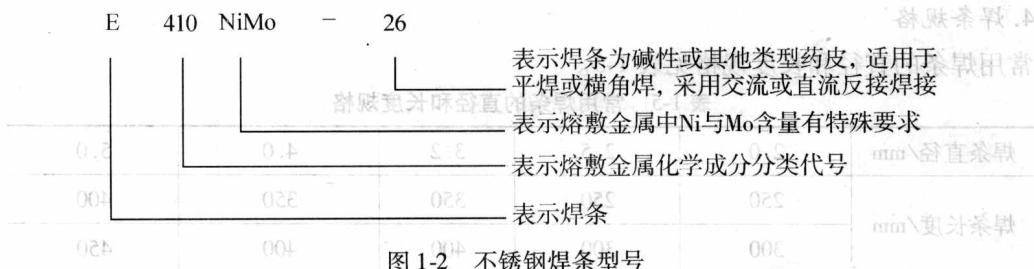 E 410 NiMo - 26
表示焊条为碱性或其他类型药皮，适用于
平焊或横角焊，采用交流或直流反接焊接
表示熔敷金属中Ni与Mo含量有特殊要求
表示熔敷金属化学成分分类代号
表示焊条
图 1-2 不锈钢焊条型号